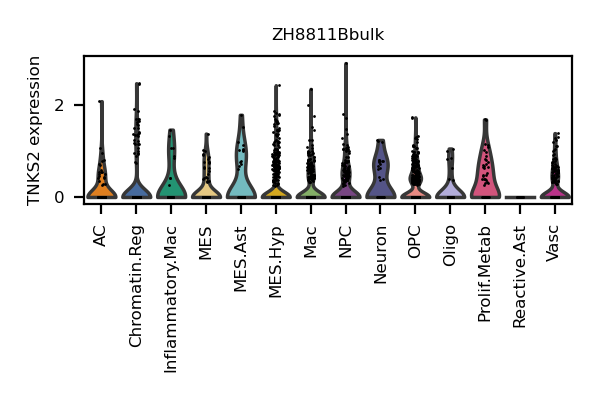 ZH8811Bbulk
TNKS2 expression
2
0
AC
Chromatin.Reg
Inflammatory.Mac
MES
MES.Ast
MES.Hyp
Mac
NPC
Neuron
OPC
Oligo
Prolif.Metab
Reactive.Ast
Vasc